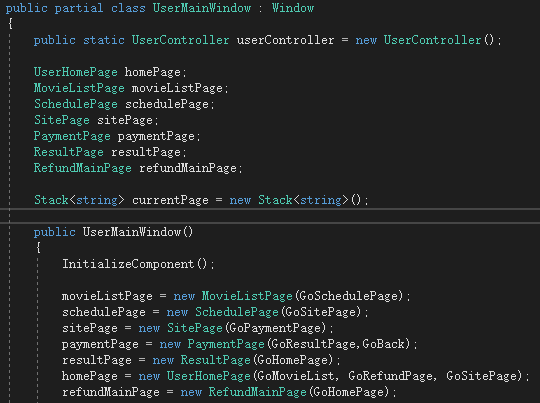 public partial class UserMainWindow : Window
{
public static UserController userController = new UserController();
UserHomePage homePage;
MovieListPage movieListPage;
SchedulePage schedulePage;
SitePage sitePage;
PaymentPage paymentPage;
ResultPage resultPage;
RefundMainPage refundMainPage;
Stack<string> currentPage = new Stack<string>();
public UserMainWindow()
{
InitializeComponent();
movieListPage = new MovieListPage(GoSchedulePage);
schedulePage = new SchedulePage(GoSitePage);
sitePage = new SitePage(GoPaymentPage);
paymentPage = new PaymentPage(GoResultPage,GoBack);
resultPage = new ResultPage(GoHomePage);
homePage = new UserHomePage(GoMovieList, GoRefundPage, GoSitePage);
refundMainPage = new RefundMainPage(GoHomePage);